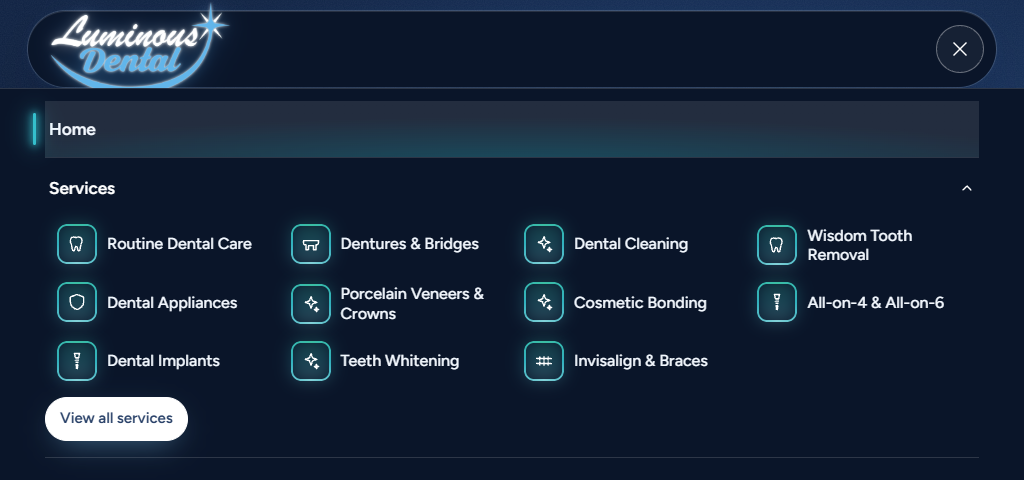 Luminous
Dental
Home
Services
Routine Dental Care
Dentures & Bridges
Dental Cleaning
Wisdom Tooth
Removal
Dental Appliances
Porcelain Veneers &
Crowns
Cosmetic Bonding
All-on-4 & All-on-6
Dental Implants
Teeth Whitening
Invisalign & Braces
View all services